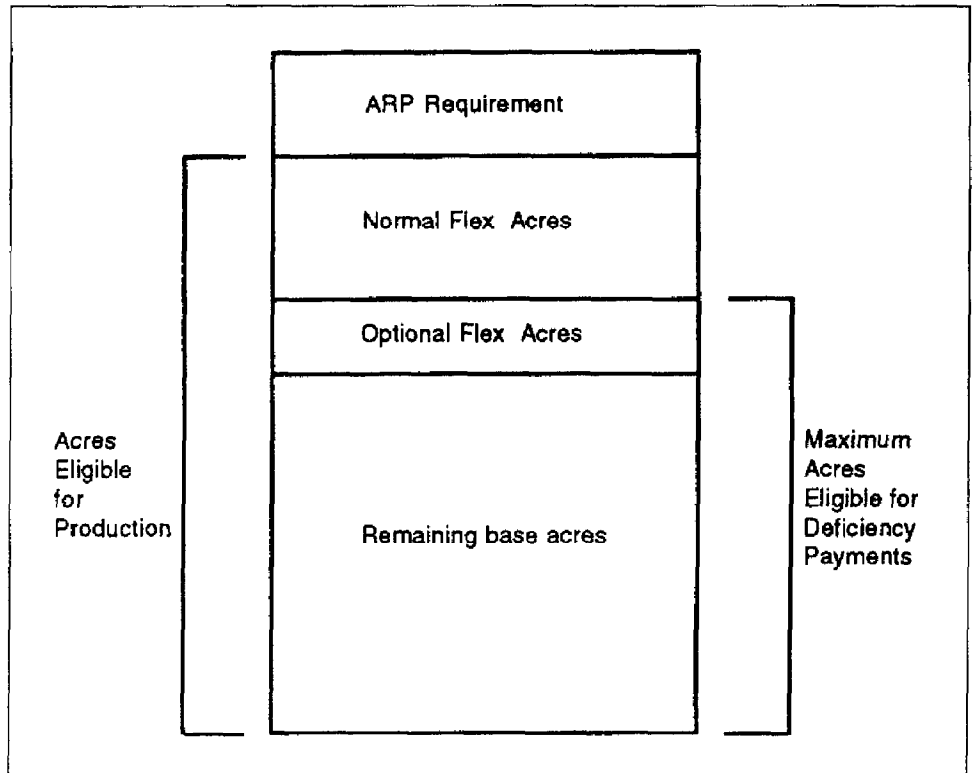 ARP Requirement
Normal Flex Acres
Optional Flex Acres
Remaining base acres
Acres
Eligible
for
Production
Maximum
Acres
Eligible for
Deficiency
Payments